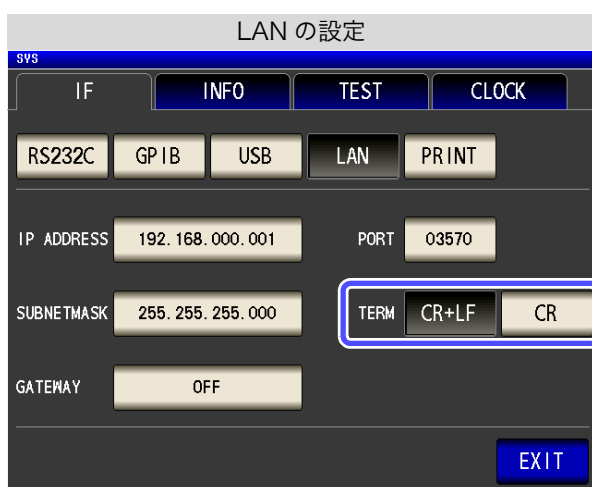 LAN の設定
SYS
IF INFO TEST CLOCK
RS232C GPIB USB LAN PRINT
IP ADDRESS 192.168.000.001 PORT 03570
SUBNETMASK 255.255.255.000 TERM CR+LF CR
GATEWAY OFF
EXIT